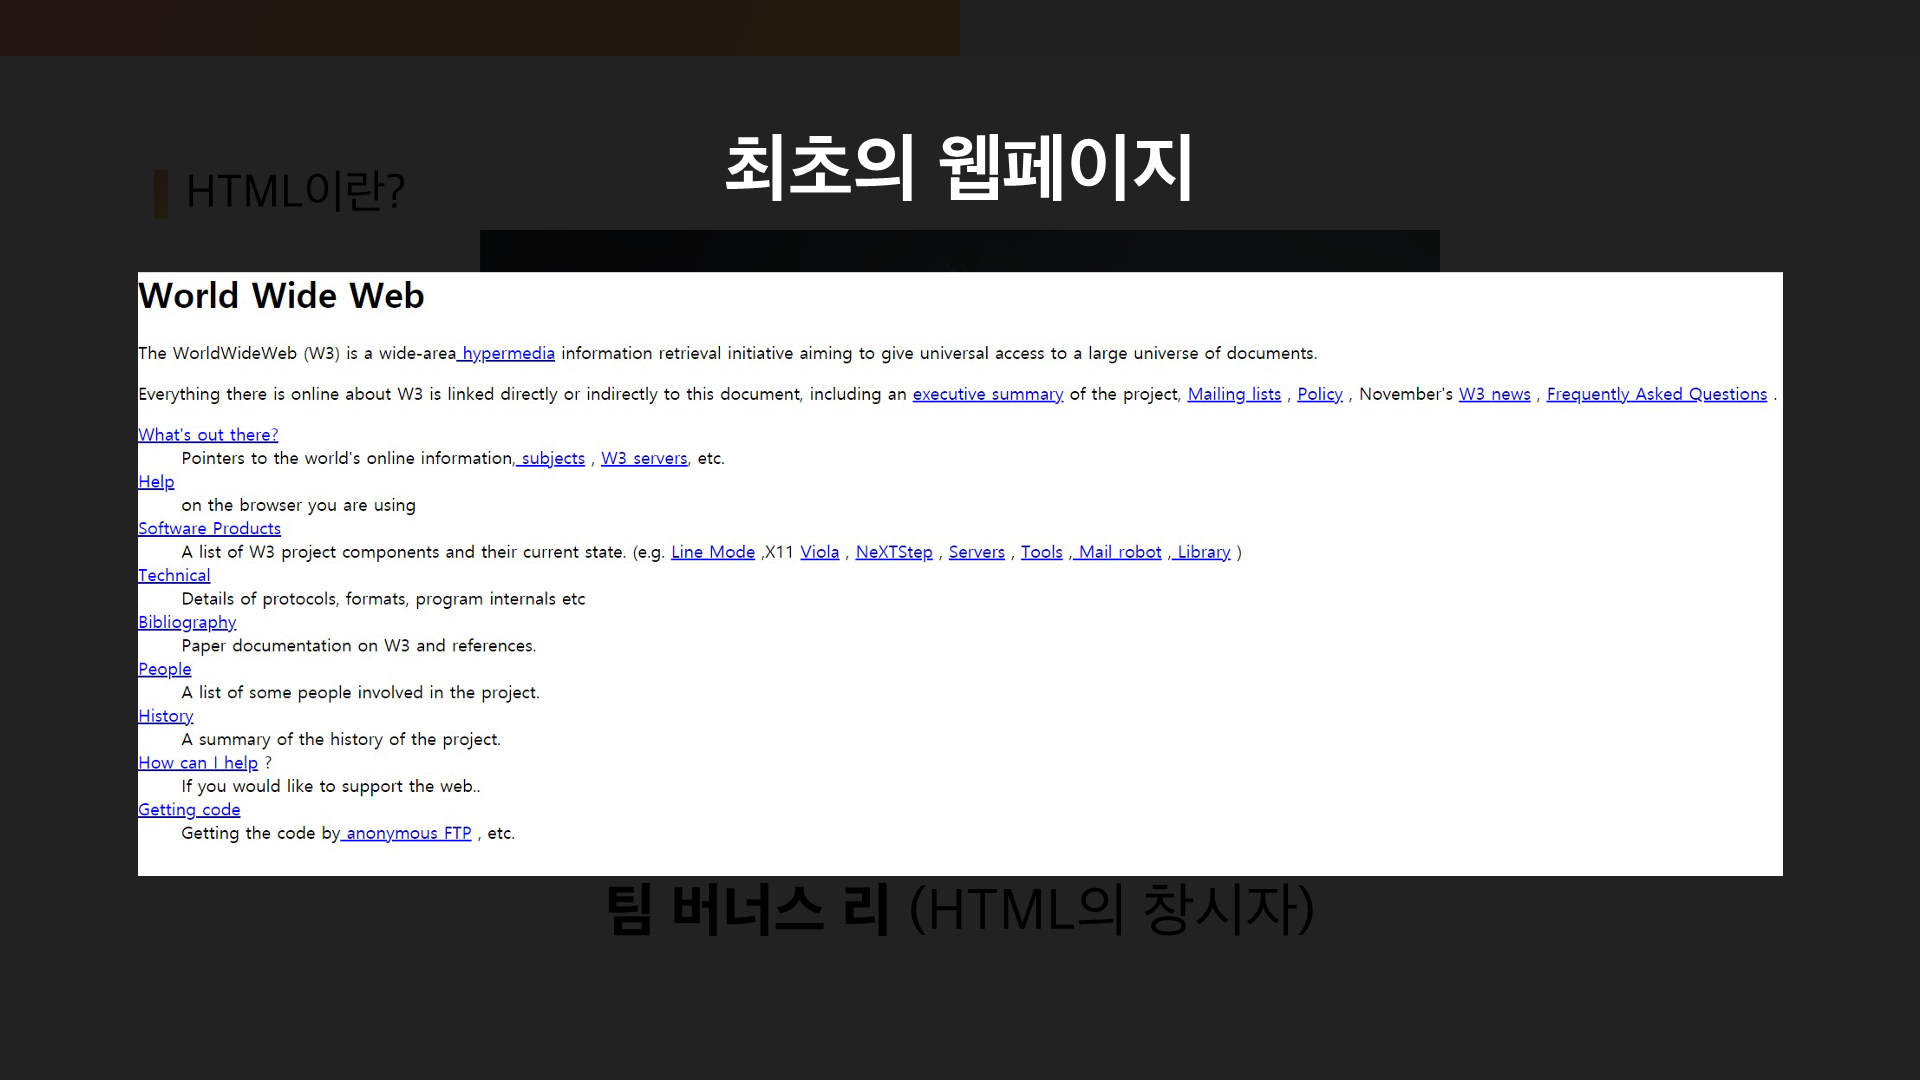 최초의 웹페이지
HTML이란?
World Wide Web
The WorldWideWeb (W3) is a wide-area hypermedia information retrieval initiative aiming to give universal access to a large universe of documents.
Everything there is online about W3 is linked directly or indirectly to this document, including an executive summary of the project, Mailing lists , Policy , November's W3 news , Frequently Asked Questions .
What's out there?
Pointers to the world's online information, subjects , W3 servers, etc.
Help
on the browser you are using
Software Products
A list of W3 project components and their current state. (e.g. Line Mode ,X11 Viola , NeXTStep , Servers , Tools , Mail robot , Library )
Technical
Details of protocols, formats, program internals etc
Bibliography
Paper documentation on W3 and references.
People
A list of some people involved in the project.
History
A summary of the history of the project.
How can I help ?
If you would like to support the web..
Getting code
Getting the code by anonymous FTP , etc.
팀 버너스 리 (HTML의 창시자)